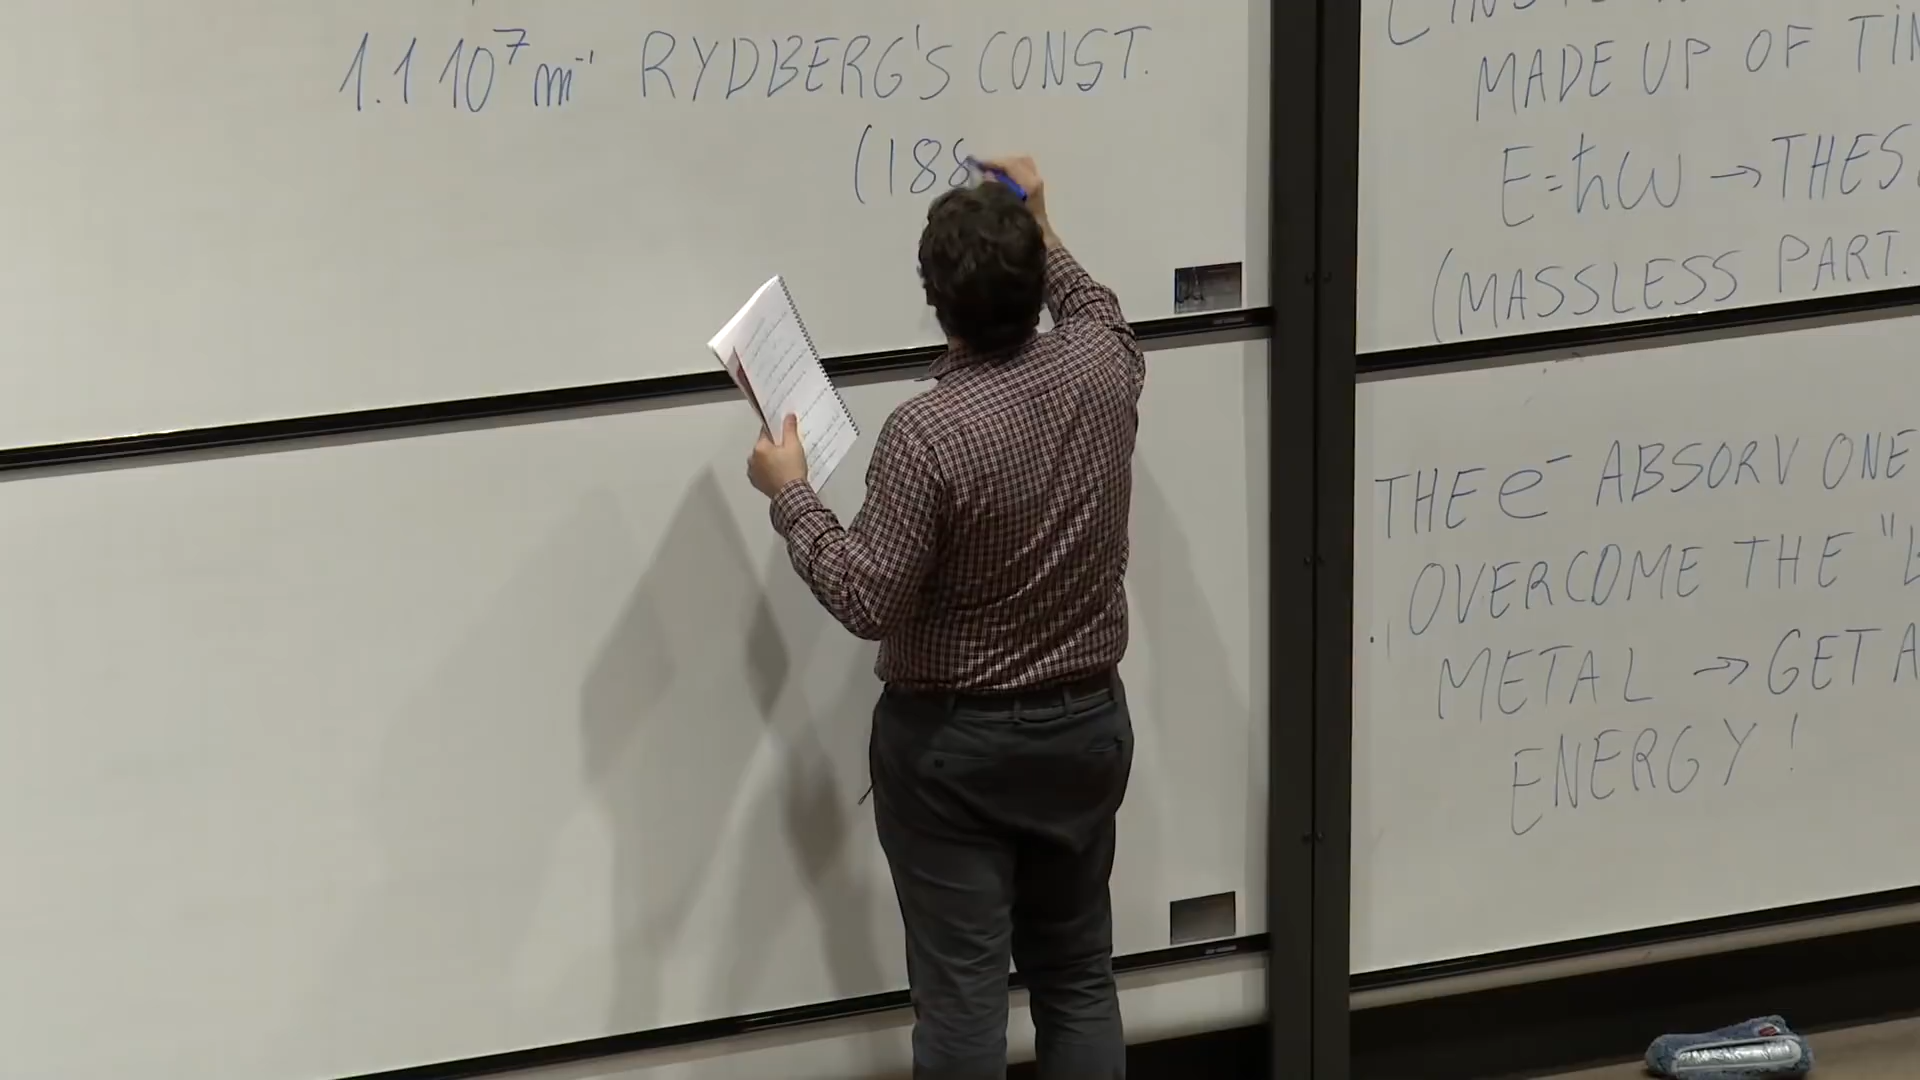 1.1 10⁷ m⁻¹ RYDBERG'S CONST.
(188
MADE UP OF
E=ħω → THES
(MASSLESS PART.
THE e⁻ ABSORV ONE
OVERCOME THE "
METAL → GET A
ENERGY!